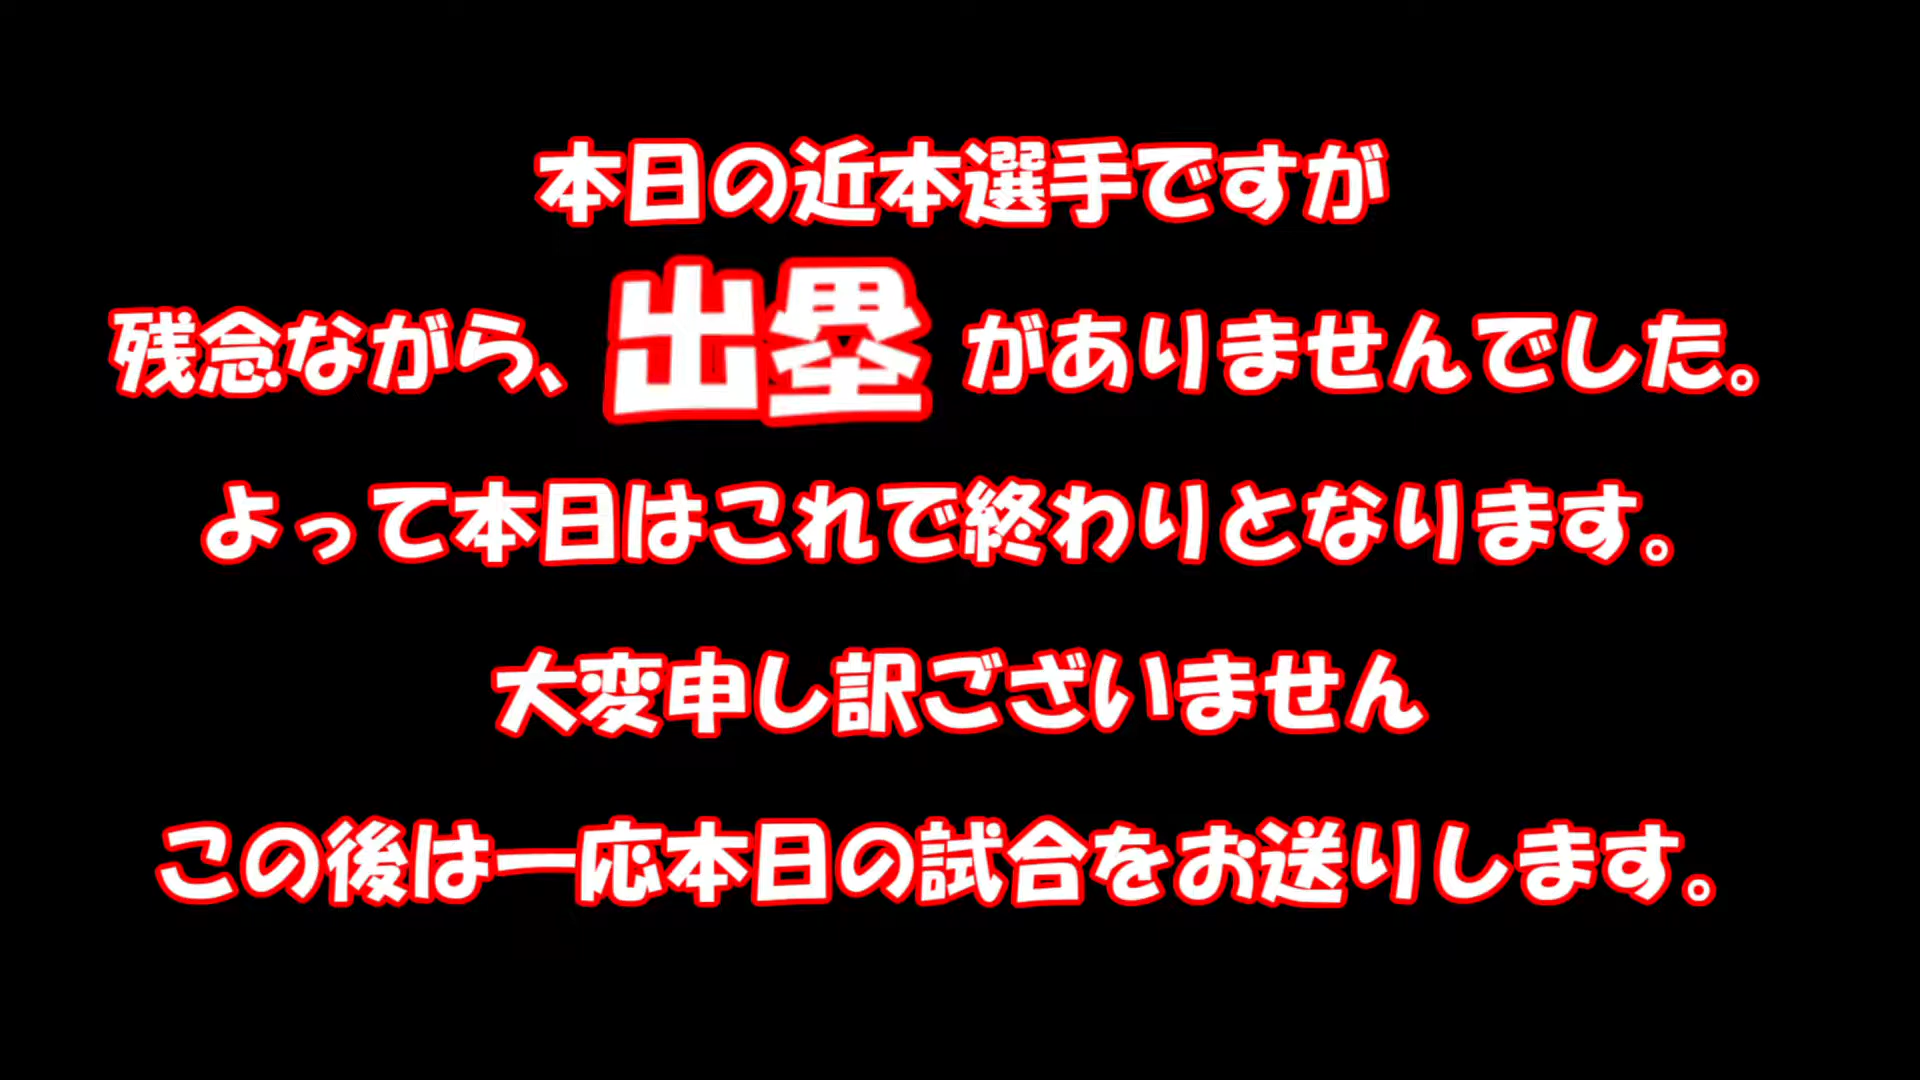 本日の近本選手ですが
残念ながら、出塁がありませんでした。
よって本日はこれで終わりとなります。
大変申し訳ございません
この後は一応本日の試合をお送りします。